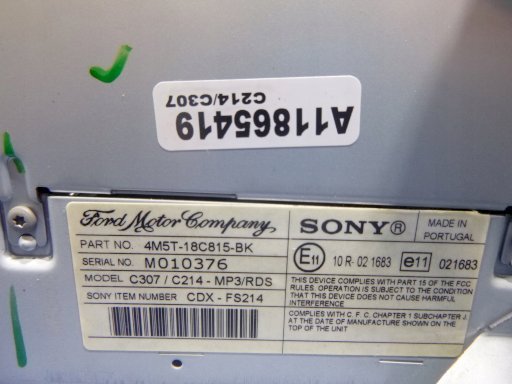 A11865419
C214/C307
Ford Motor Company
PART NO. 4M5T-18C815-BK
SERIAL NO. M010376
MODEL C307 / C214 - MP3/RDS
SONY ITEM NUMBER CDX - FS214
SONY®
MADE IN
PORTUGAL
E11 10 R- 02 1683 e11 021683
THIS DEVICE COMPLIES WITH PART 15 OF THE FCC
RULES. OPERATION IS SUBJECT TO THE CONDITION
THAT THIS DEVICE DOES NOT CAUSE HARMFUL
INTERFERENCE
COMPLIES WITH C. F. C. CHAPTER 1 SUBCHAPTER J.
AT THE DATE OF MANUFACTURE SHOWN ON THE
TOP OF THE UNIT